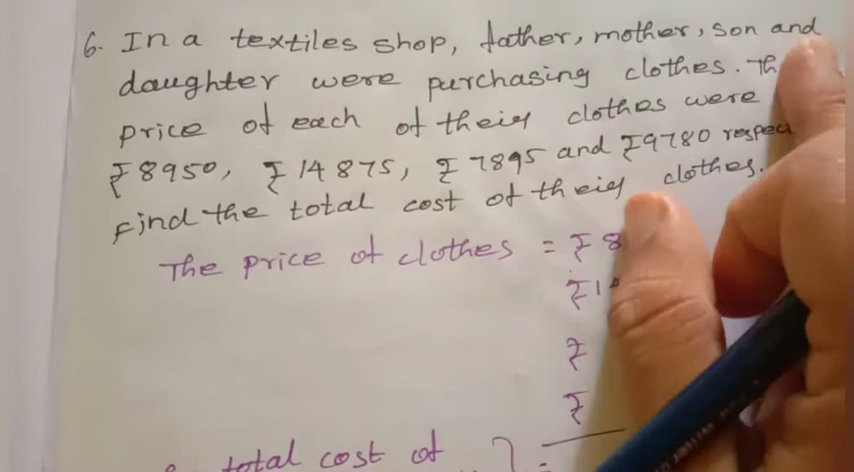 6. In a textiles shop, father, mother, son and
daughter were purchasing clothes. Th
price of each of their clothes were
₹8950, ₹14875, ₹7895 and ₹9780 respec
Find the total cost of their clothes.
The price of clothes = ₹8
₹1
₹
₹
total cost of } =